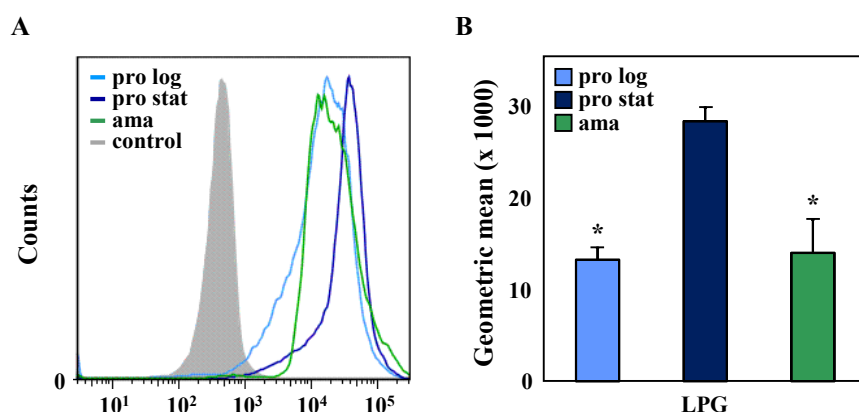 A
pro log
pro stat
ama
control
Counts
0
10¹ 10² 10³ 10⁴ 10⁵
B
pro log
pro stat
ama
Geometric mean (x 1000)
30
20
10
0
*
*
LPG